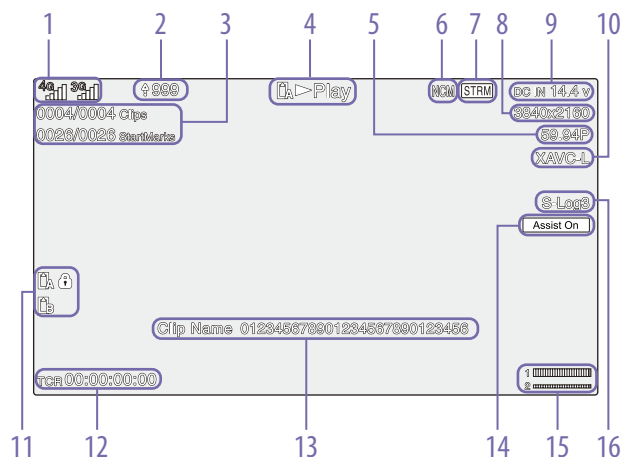 1 2 3 4 5 6 7 8 9 10
4G 3G 999 A Play NCM STRM DC IN 14.4 V
0004/0004 Clips 3840x2160
0026/0026 StartMarks 59.94P
XAVC-L
S-Log3
Assist On
A
B
Clip Name 012345678901234567890123456
TCR 00:00:00:00
1
2
11 12 13 14 15 16